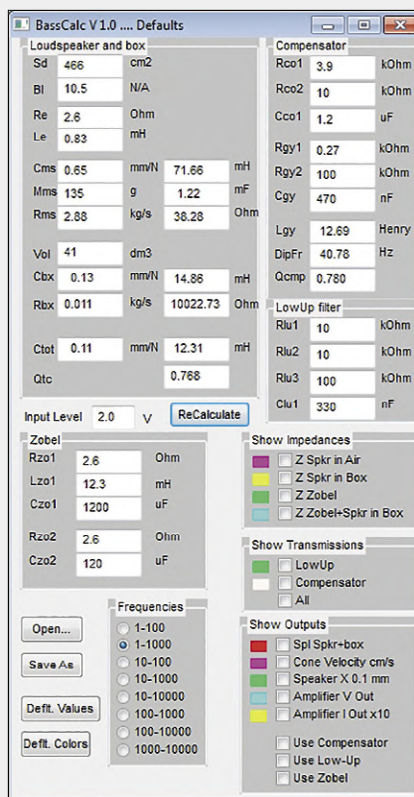 BassCalc V 1.0 .... Defaults
Loudspeaker and box
Sd 466 cm2
Bl 10.5 N/A
Re 2.6 Ohm
Le 0.83 mH
Cms 0.65 mm/N 71.66 mH
Mms 135 g 1.22 mF
Rms 2.88 kg/s 38.28 Ohm
Vol 41 dm3
Cbx 0.13 mm/N 14.86 mH
Rbx 0.011 kg/s 10022.73 Ohm
Ctot 0.11 mm/N 12.31 mH
Qtc 0.768
Compensator
Rco1 3.9 kOhm
Rco2 10 kOhm
Cco1 1.2 uF
Rgy1 0.27 kOhm
Rgy2 100 kOhm
Cgy 470 nF
Lgy 12.69 Henry
DipFr 40.78 Hz
Qcmp 0.780
LowUp filter
Rlu1 10 kOhm
Rlu2 10 kOhm
Rlu3 100 kOhm
Clu1 330 nF
Input Level 2.0 V ReCalculate
Zobel
Rzo1 2.6 Ohm
Lzo1 12.3 mH
Czo1 1200 uF
Rzo2 2.6 Ohm
Czo2 120 uF
Show Impedances
Z Spkr in Air
Z Spkr in Box
Z Zobel
Z Zobel+Spkr in Box
Show Transmissions
LowUp
Compensator
All
Open...
Save As
Deflt. Values
Deflt. Colors
Frequencies
1-100
1-1000
10-100
10-1000
10-10000
100-1000
100-10000
1000-10000
Show Outputs
Spl Spkr+box
Cone Velocity cm/s
Speaker X 0.1 mm
Amplifier V Out
Amplifier I Out x10
Use Compensator
Use Low-Up
Use Zobel